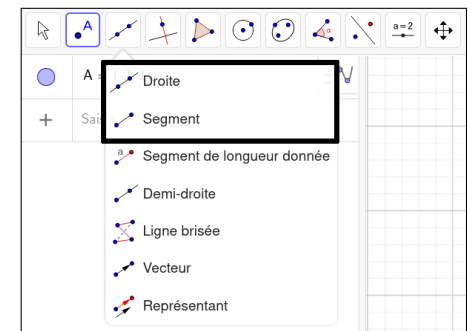 A
a=2
A =
Droite
Sai
Segment
a
Segment de longueur donnée
Demi-droite
Ligne brisée
Vecteur
Représentant